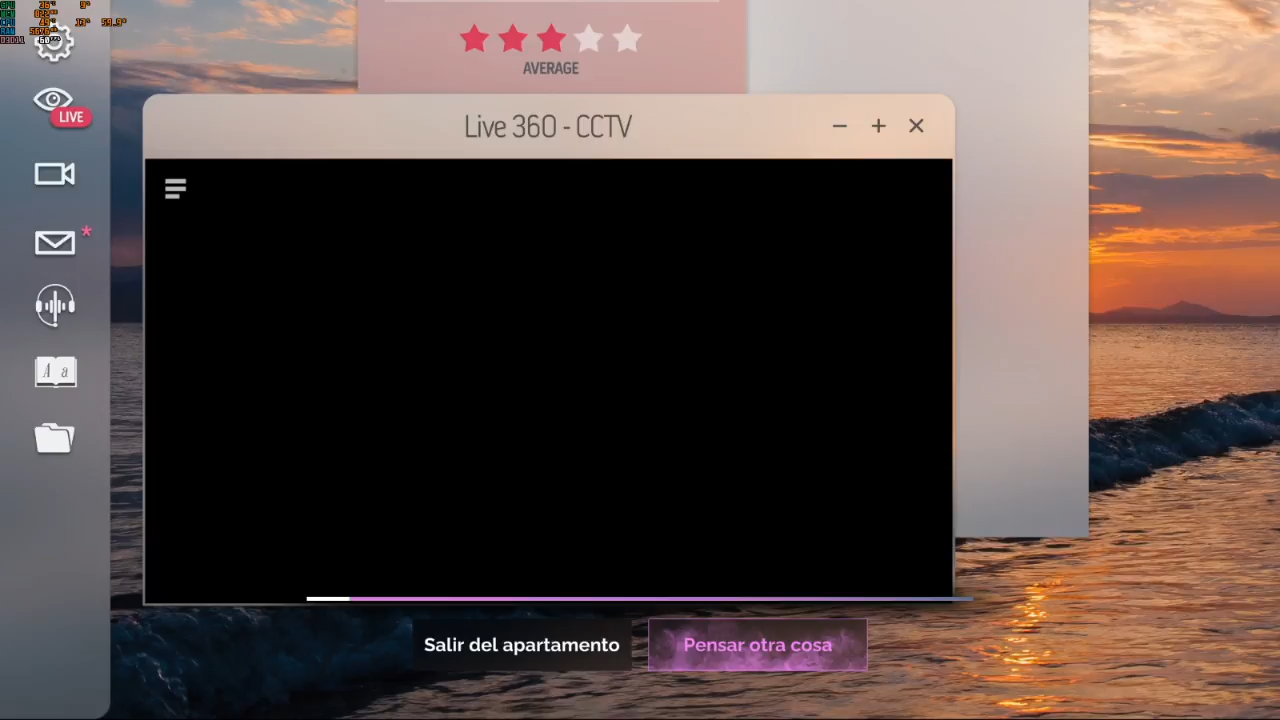 AVERAGE
Live 360 - CCTV
LIVE
A a
Salir del apartamento
Pensar otra cosa